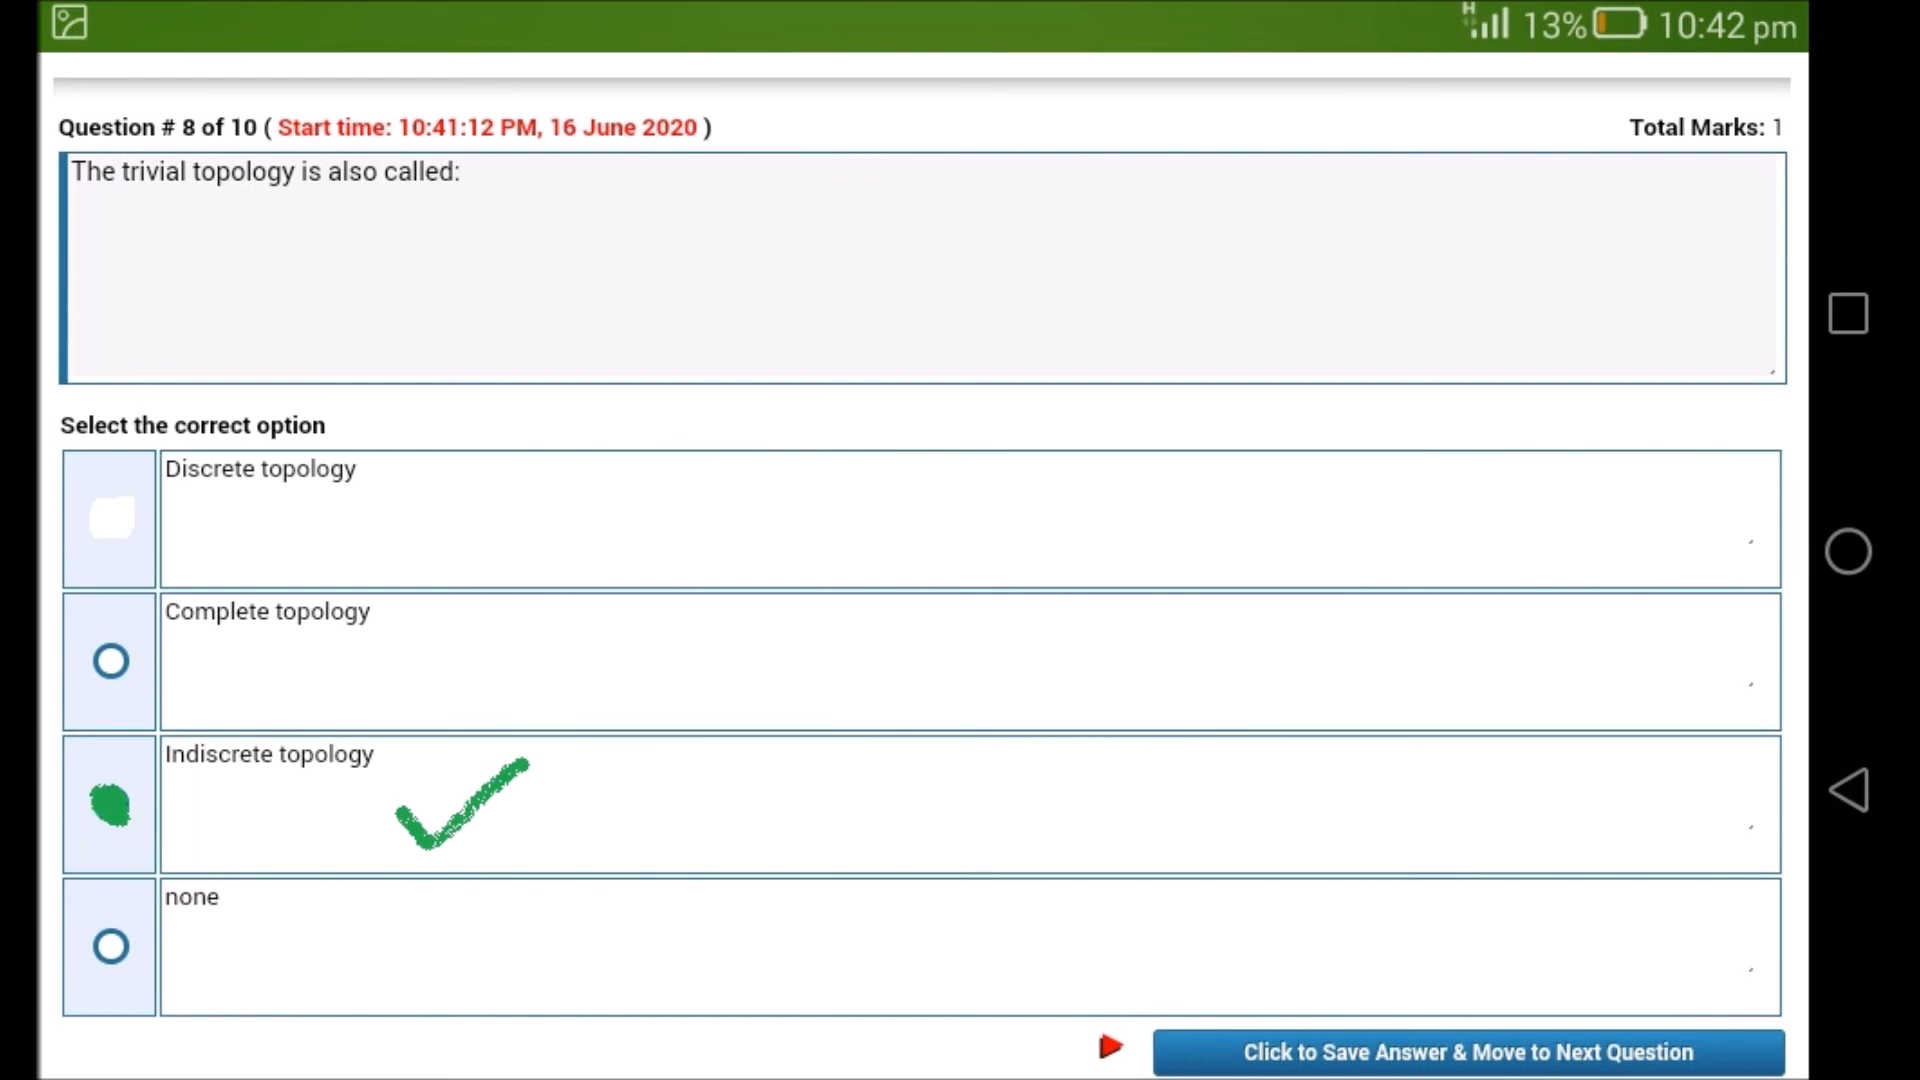 H 13% 10:42 pm
Question # 8 of 10 ( Start time: 10:41:12 PM, 16 June 2020 ) Total Marks: 1
The trivial topology is also called:
Select the correct option
Discrete topology
Complete topology
Indiscrete topology
none
Click to Save Answer & Move to Next Question